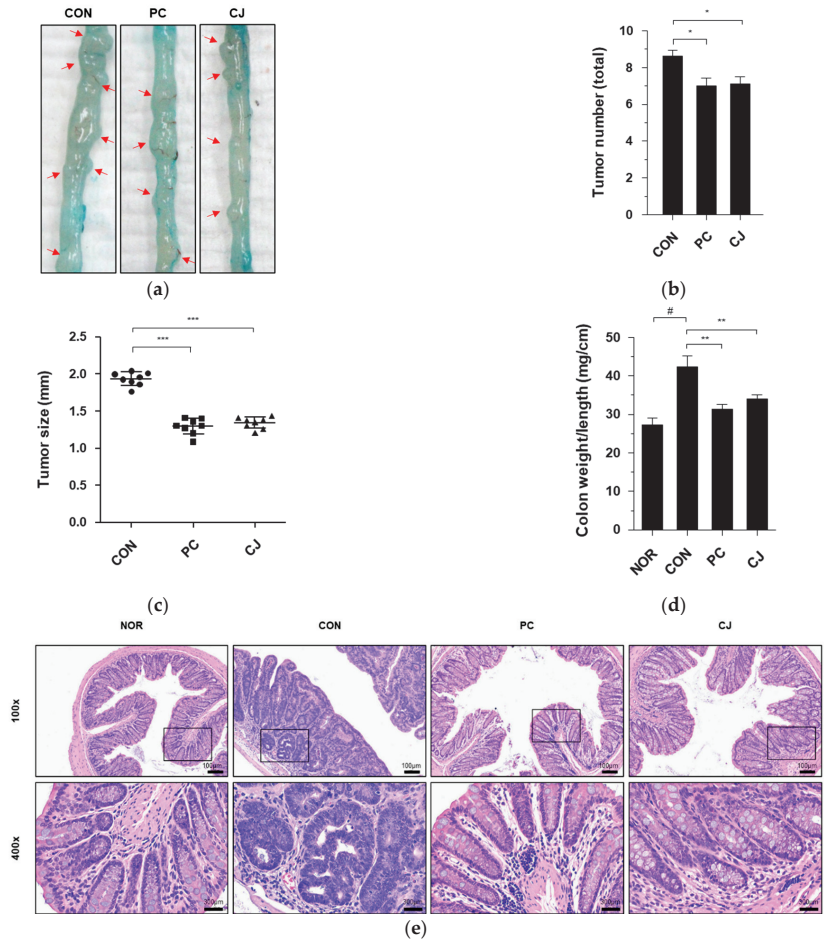 CON PC CJ
(a)
Tumor number (total)
10
8
6
4
2
0
*
*
CON PC CJ
(b)
Tumor size (mm)
2.5
2.0
1.5
1.0
0.5
0.0
***
***
CON PC CJ
(c)
Colon weight/length (mg/cm)
50
40
30
20
10
0
#
**
**
NOR CON PC CJ
(d)
NOR CON PC CJ
100x
100μm 100μm 100μm 100μm
400x
(e)